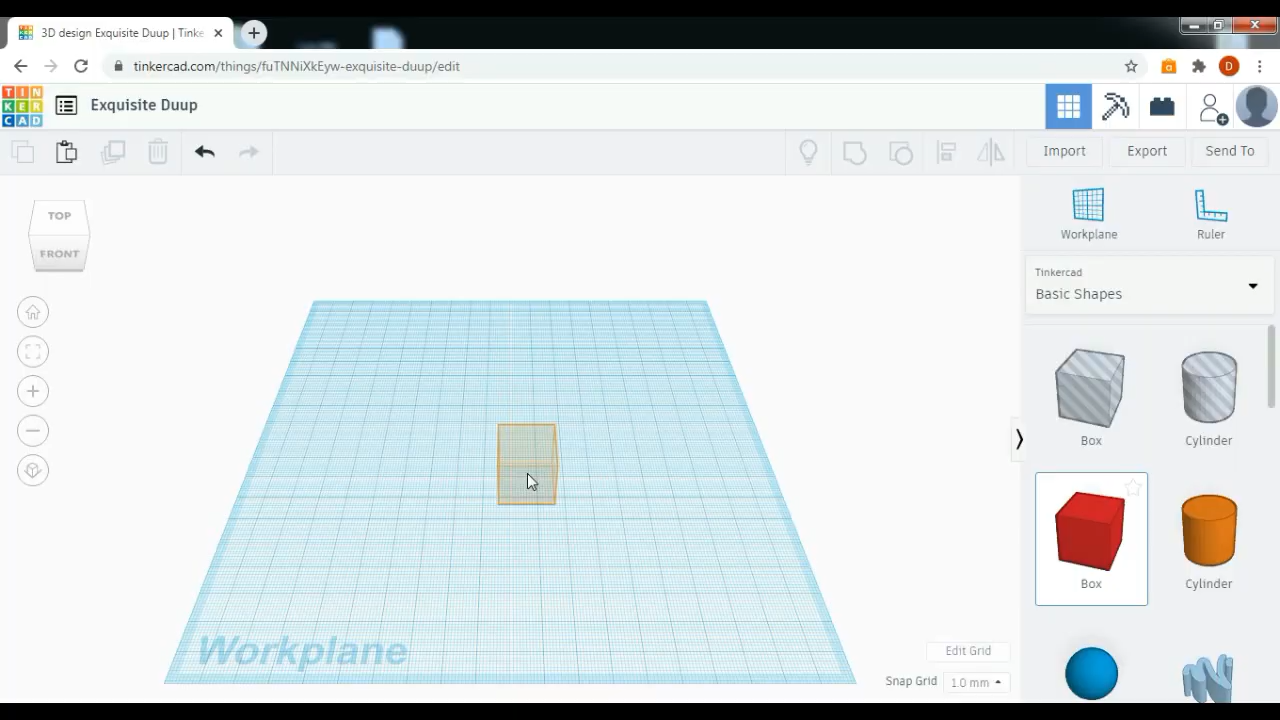 3D design Exquisite Duup | Tinke
tinkercad.com/things/fuTNNiXkEyw-exquisite-duup/edit
D
TIN
KER
CAD
Exquisite Duup
Import
Export
Send To
TOP
FRONT
Workplane
Ruler
Tinkercad
Basic Shapes
Box
Cylinder
Box
Cylinder
Workplane
Edit Grid
Snap Grid
1.0 mm